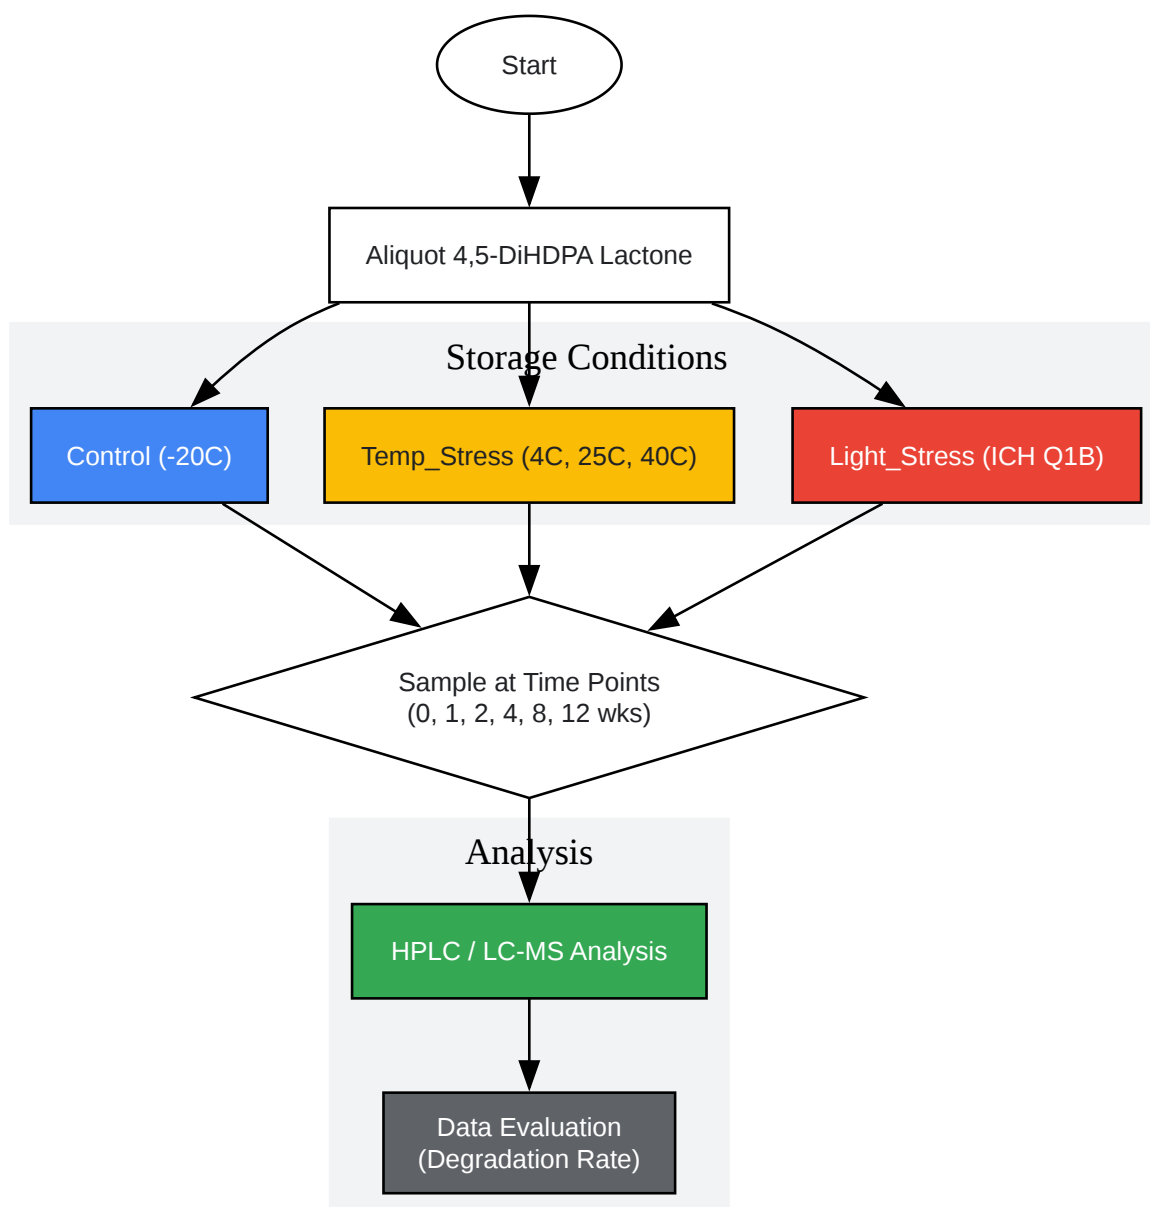 Start
Aliquot 4,5-DiHDPA Lactone
Storage Conditions
Control (-20C)
Temp_Stress (4C, 25C, 40C)
Light_Stress (ICH Q1B)
Sample at Time Points
(0, 1, 2, 4, 8, 12 wks)
Analysis
HPLC / LC-MS Analysis
Data Evaluation
(Degradation Rate)